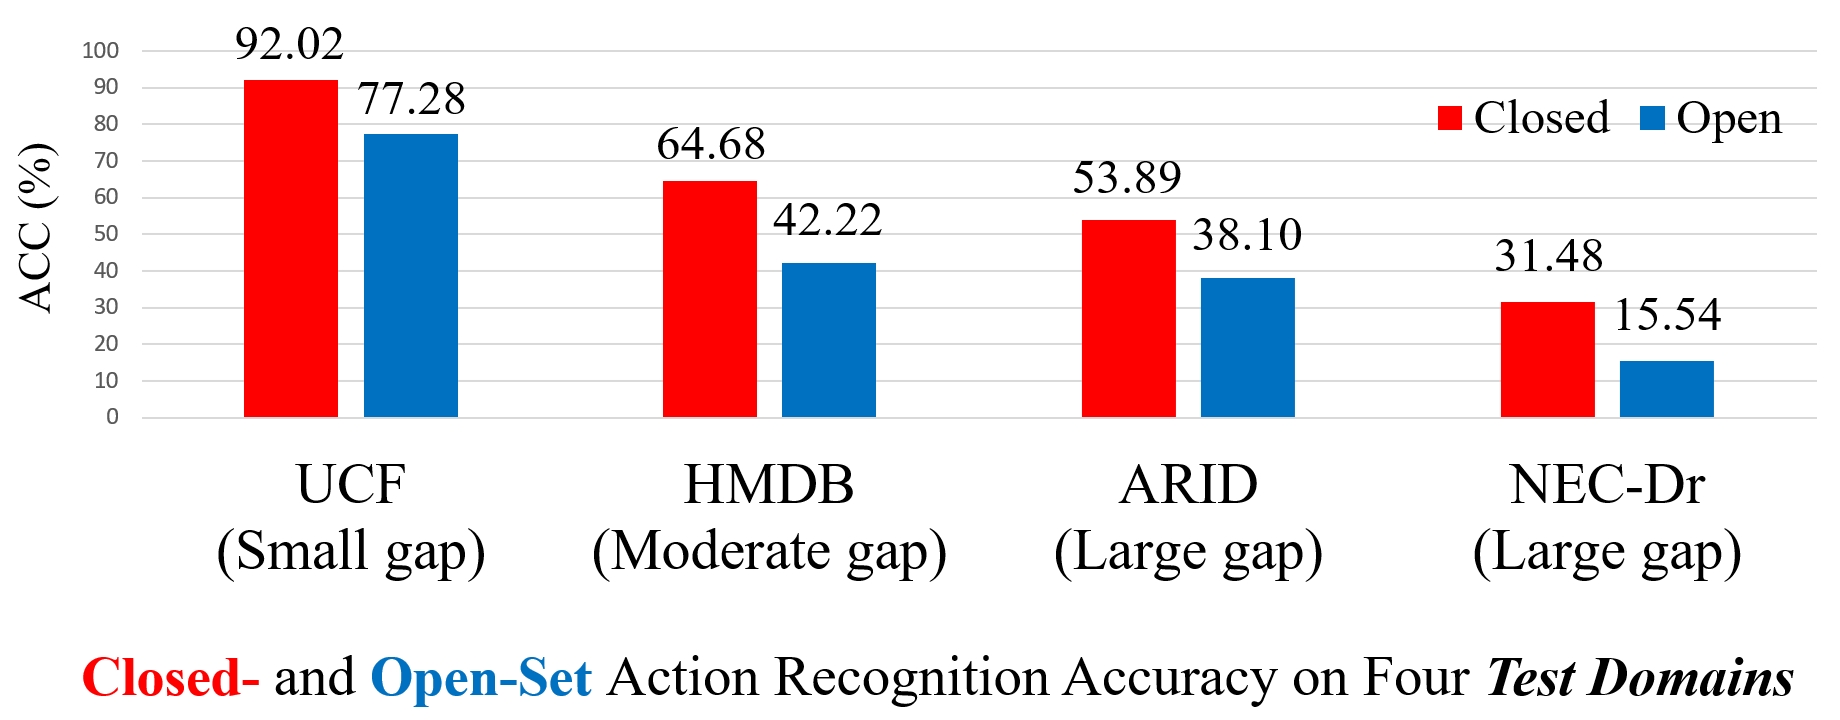 92.02
77.28
64.68
42.22
53.89
38.10
31.48
15.54
Closed Open
ACC (%)
100
90
80
70
60
50
40
30
20
10
0
UCF
(Small gap)
HMDB
(Moderate gap)
ARID
(Large gap)
NEC-Dr
(Large gap)
Closed- and Open-Set Action Recognition Accuracy on Four Test Domains